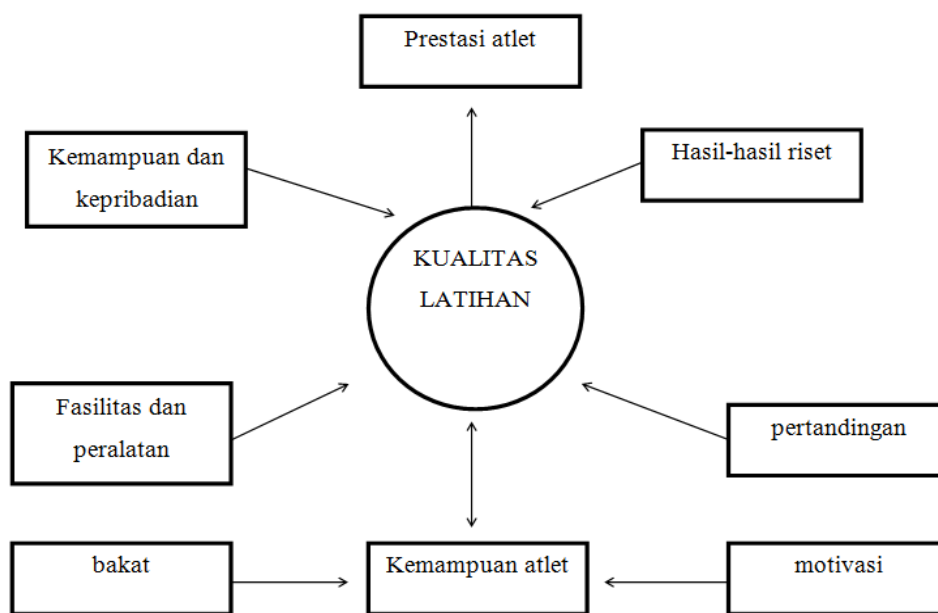 Prestasi atlet
Kemampuan dan
kepribadian
Hasil-hasil riset
KUALITAS
LATIHAN
Fasilitas dan
peralatan
pertandingan
bakat
Kemampuan atlet
motivasi